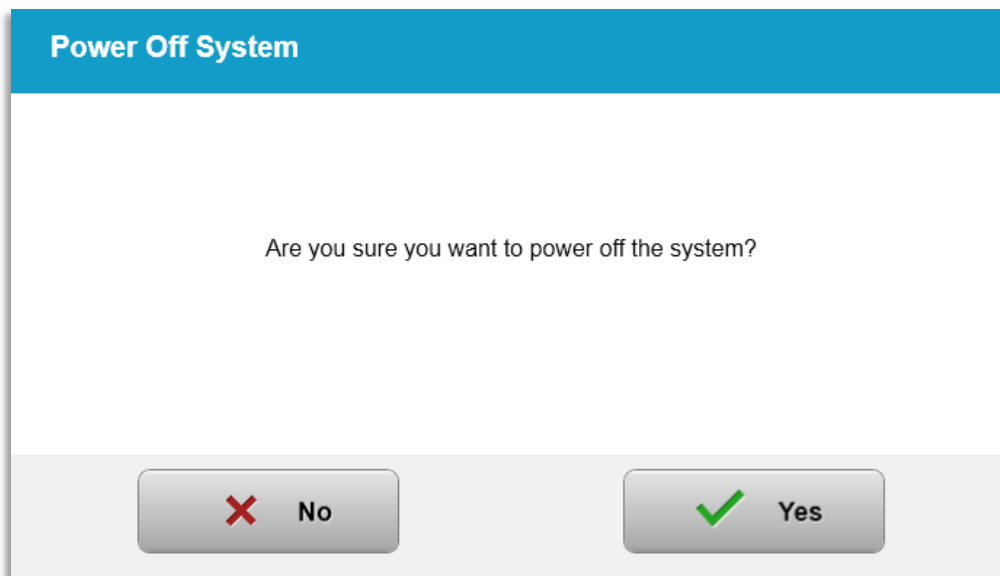 Power Off System
Are you sure you want to power off the system?
No
Yes